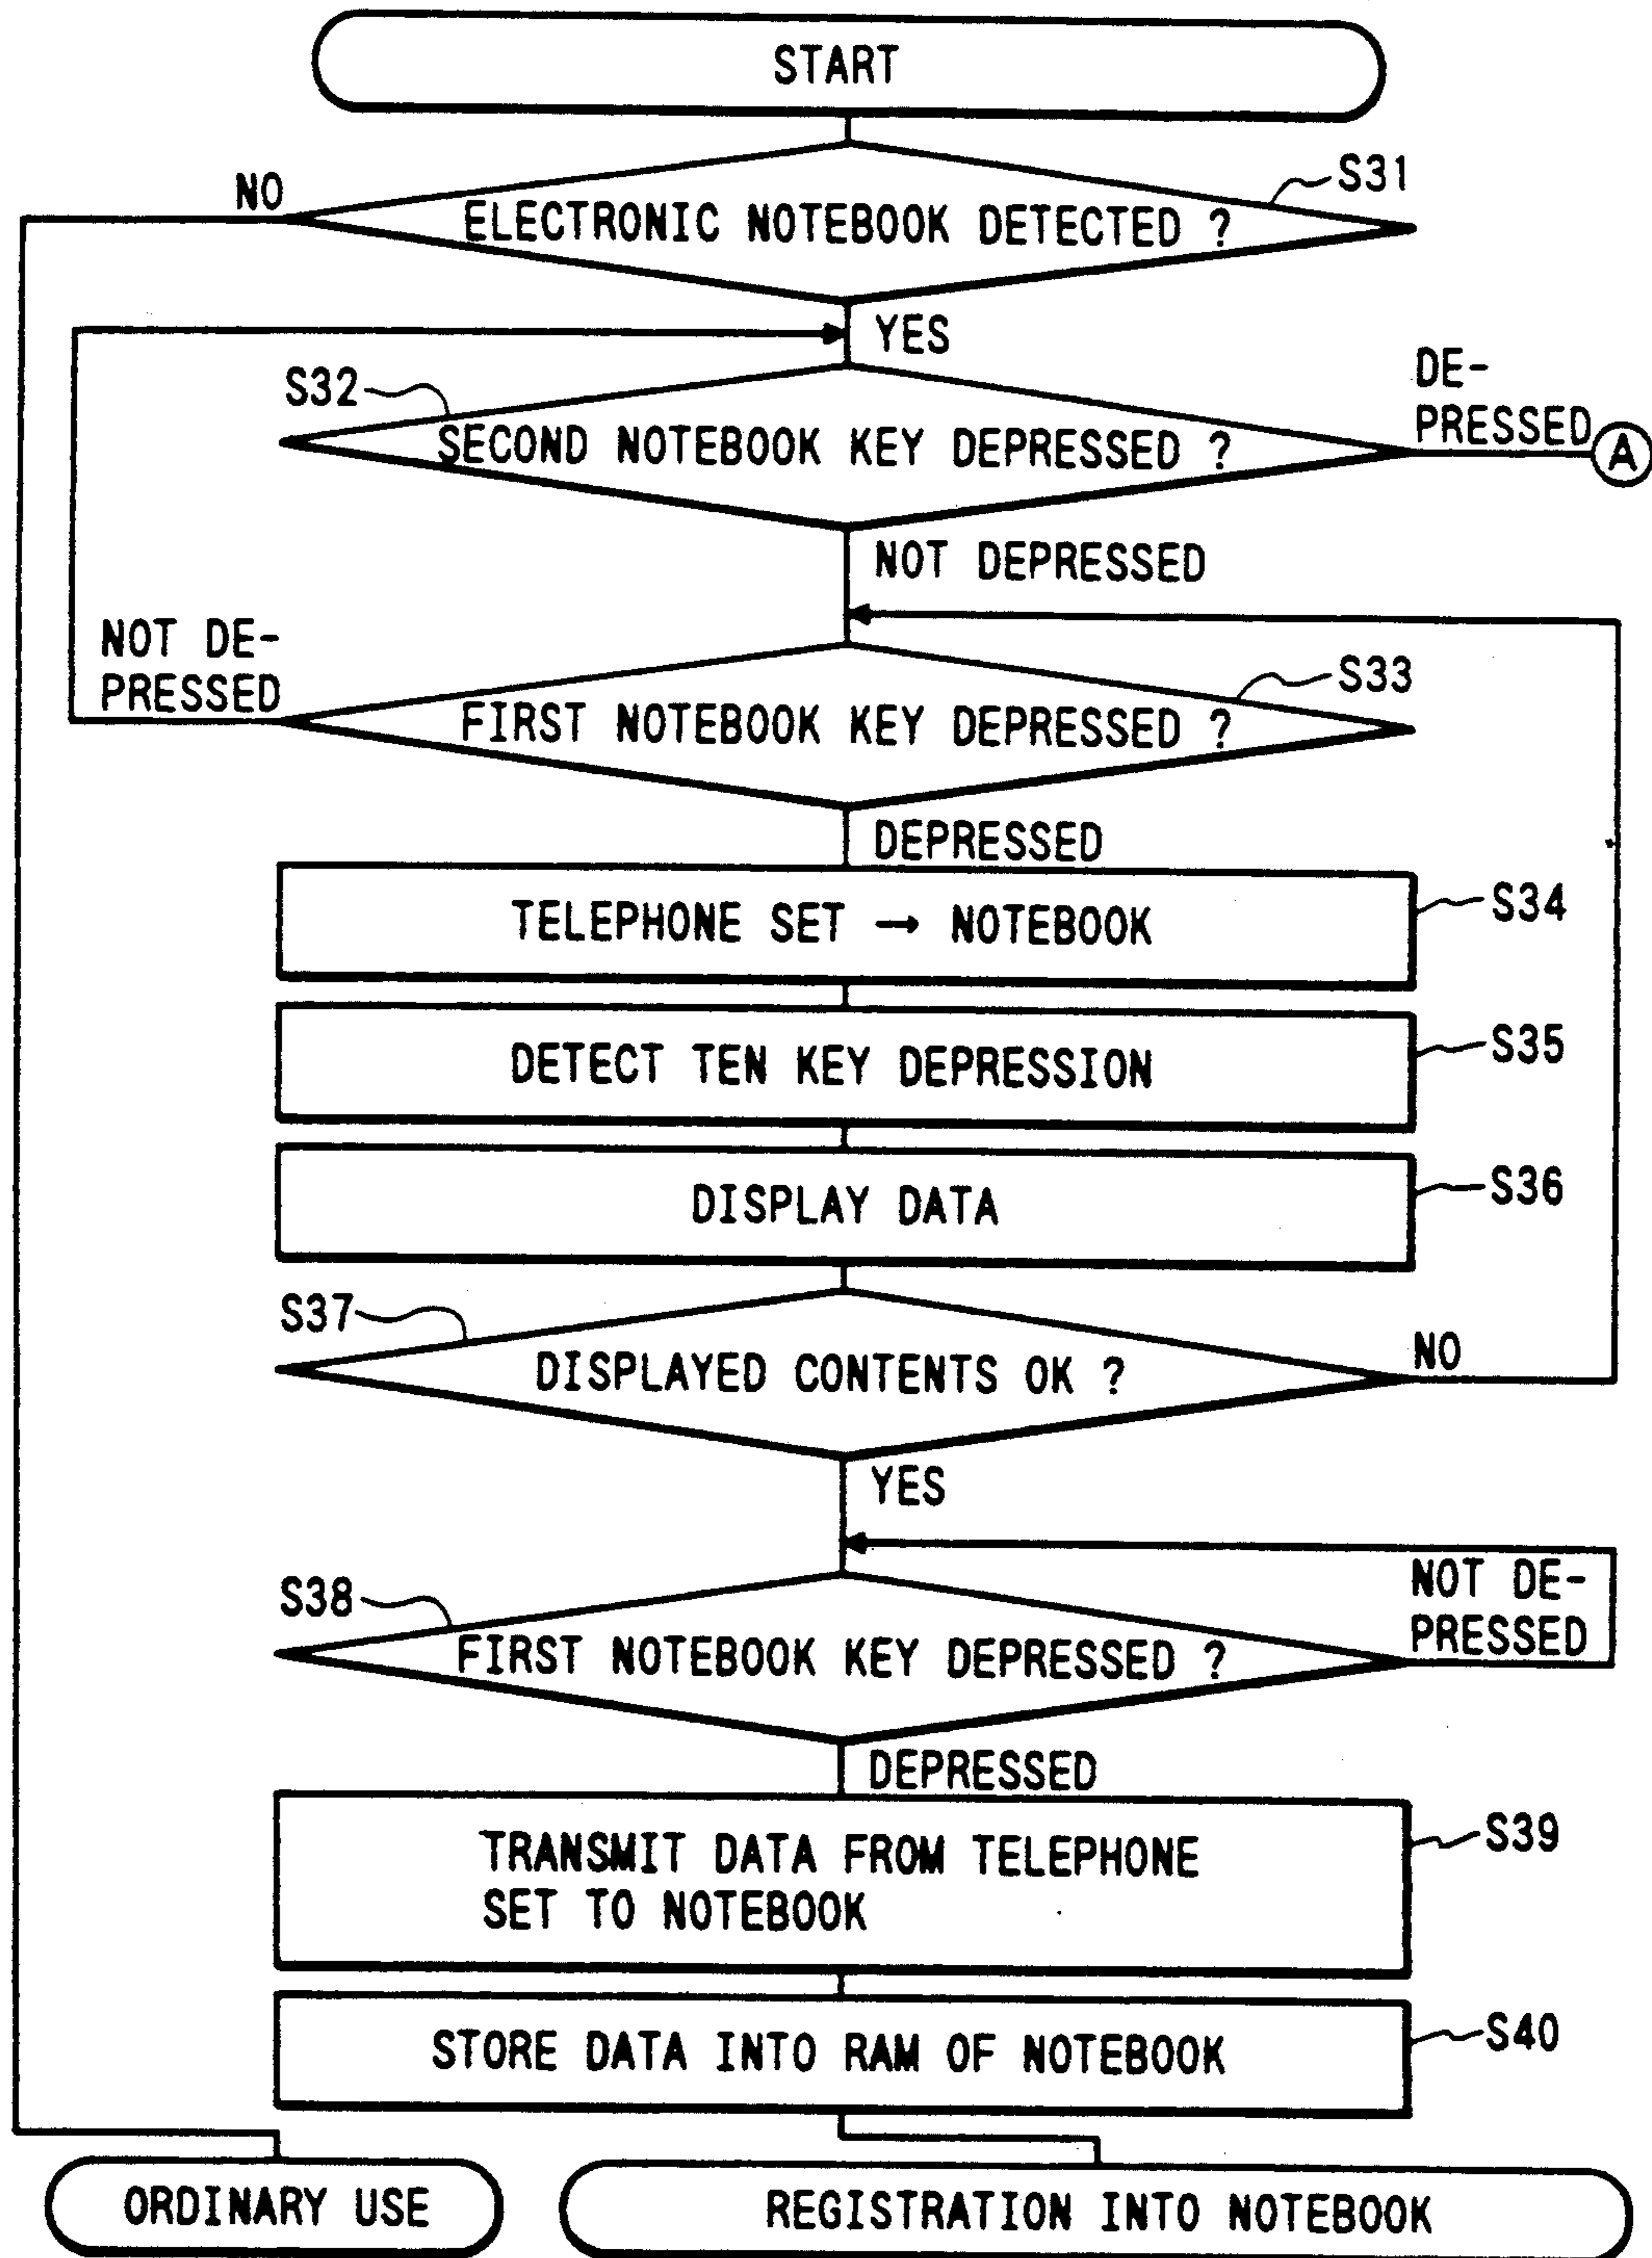 START
NO
S31
ELECTRONIC NOTEBOOK DETECTED ?
YES
S32
DE-
PRESSED
SECOND NOTEBOOK KEY DEPRESSED ?
A
NOT DEPRESSED
NOT DE-
PRESSED
S33
FIRST NOTEBOOK KEY DEPRESSED ?
DEPRESSED
TELEPHONE SET → NOTEBOOK
S34
DETECT TEN KEY DEPRESSION
S35
DISPLAY DATA
S36
S37
DISPLAYED CONTENTS OK ?
NO
YES
S38
NOT DE-
PRESSED
FIRST NOTEBOOK KEY DEPRESSED ?
DEPRESSED
TRANSMIT DATA FROM TELEPHONE
SET TO NOTEBOOK
S39
STORE DATA INTO RAM OF NOTEBOOK
S40
ORDINARY USE
REGISTRATION INTO NOTEBOOK